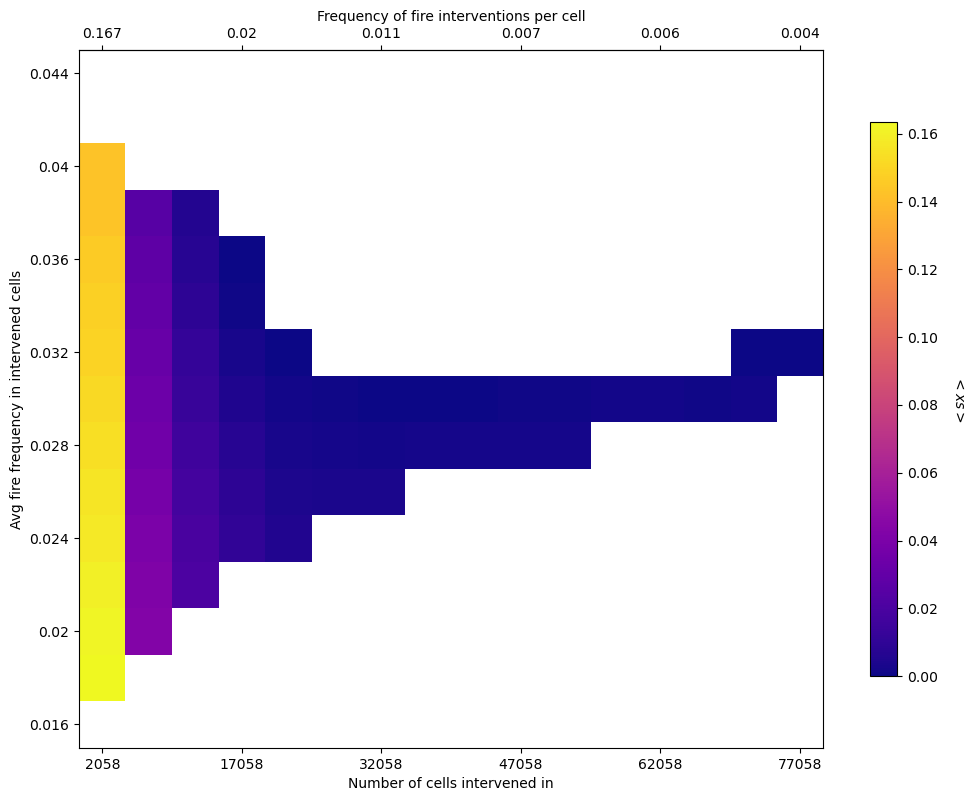 Frequency of fire interventions per cell
0.167 0.02 0.011 0.007 0.006 0.004
0.044
0.04
0.036
0.032
0.028
0.024
0.02
0.016
Avg fire frequency in intervened cells
2058 17058 32058 47058 62058 77058
Number of cells intervened in
0.16
0.14
0.12
0.10
0.08
0.06
0.04
0.02
0.00
< sx >